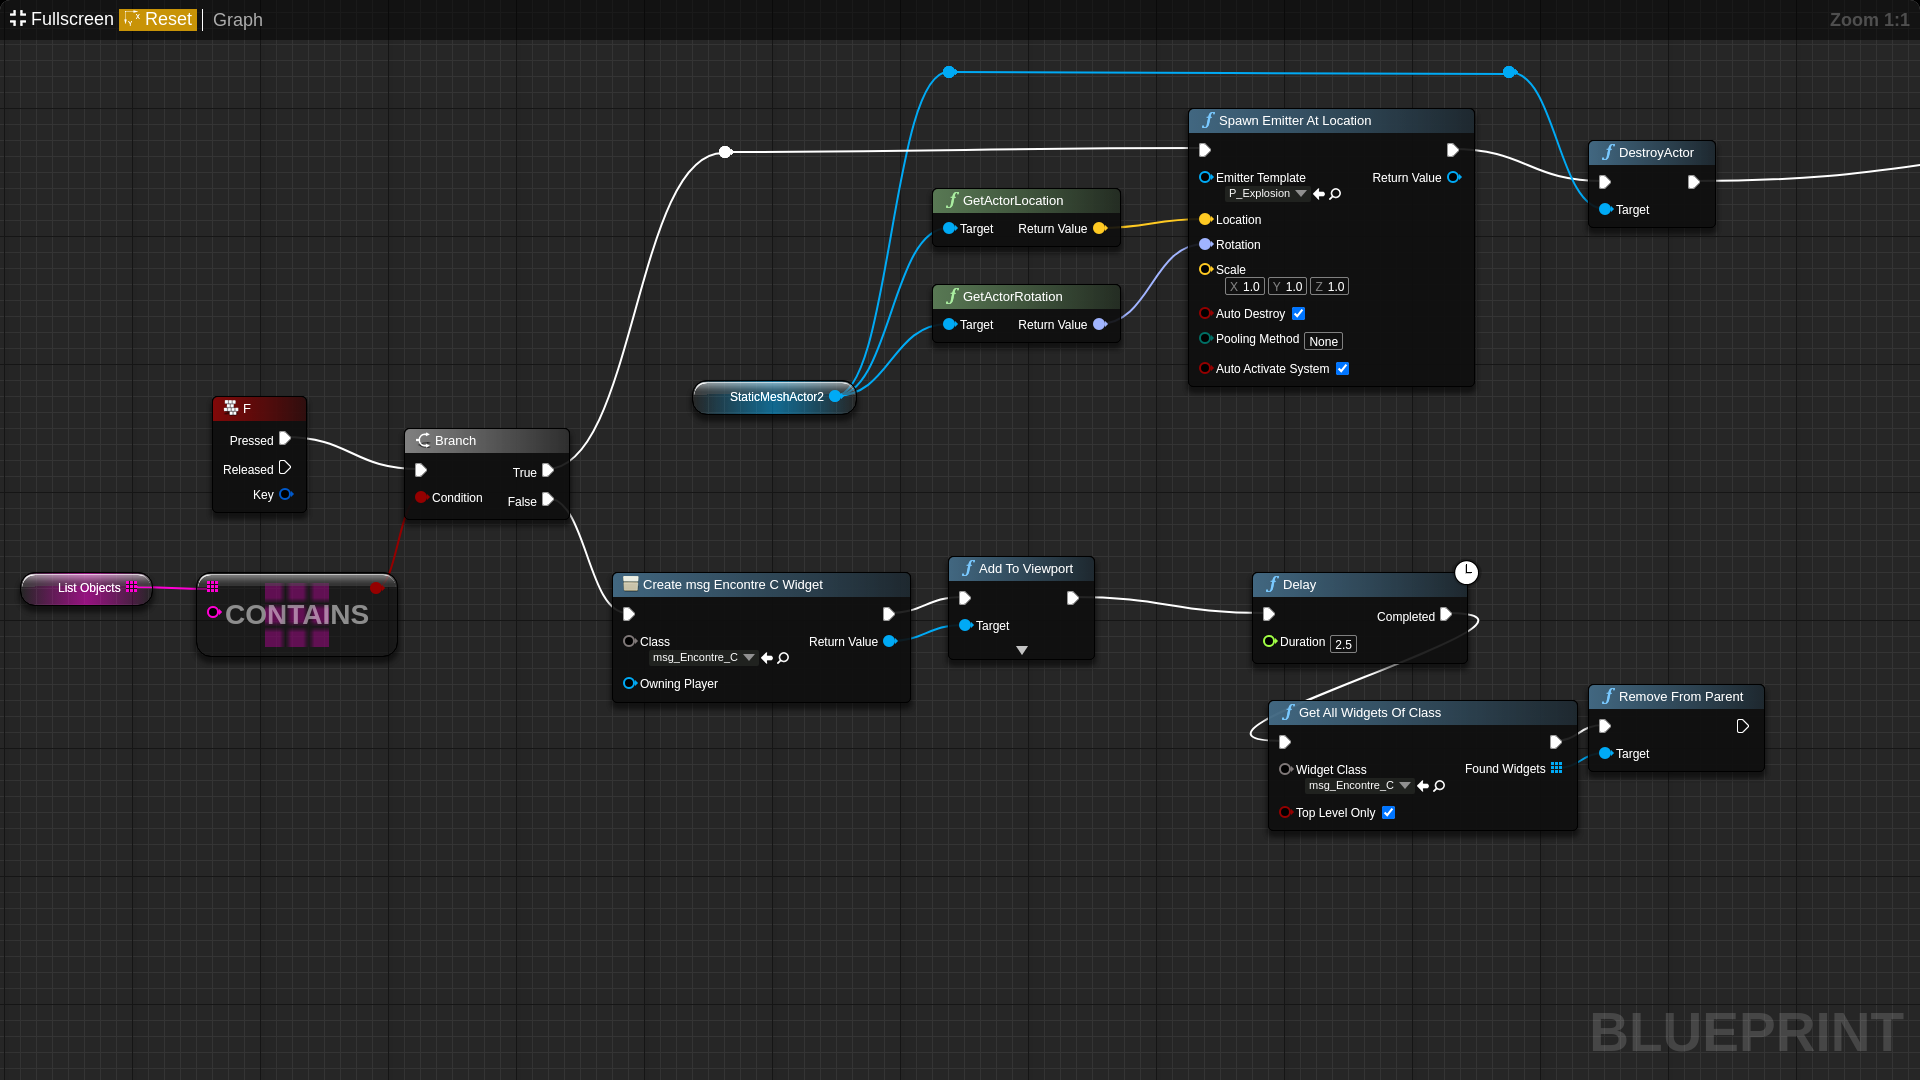 Fullscreen Reset Graph Zoom 1:1
Spawn Emitter At Location
Emitter Template Return Value
P_Explosion
Location
Rotation
Scale
X 1.0 Y 1.0 Z 1.0
Auto Destroy
Pooling Method None
Auto Activate System
DestroyActor
Target
GetActorLocation
Target Return Value
GetActorRotation
Target Return Value
StaticMeshActor2
F
Pressed
Released
Key
Branch
True
Condition
False
List Objects
CONTAINS
Create msg Encontre C Widget
Class Return Value
msg_Encontre_C
Owning Player
Add To Viewport
Target
Delay
Completed
Duration 2.5
Get All Widgets Of Class
Widget Class Found Widgets
msg_Encontre_C
Top Level Only
Remove From Parent
Target
BLUEPRINT